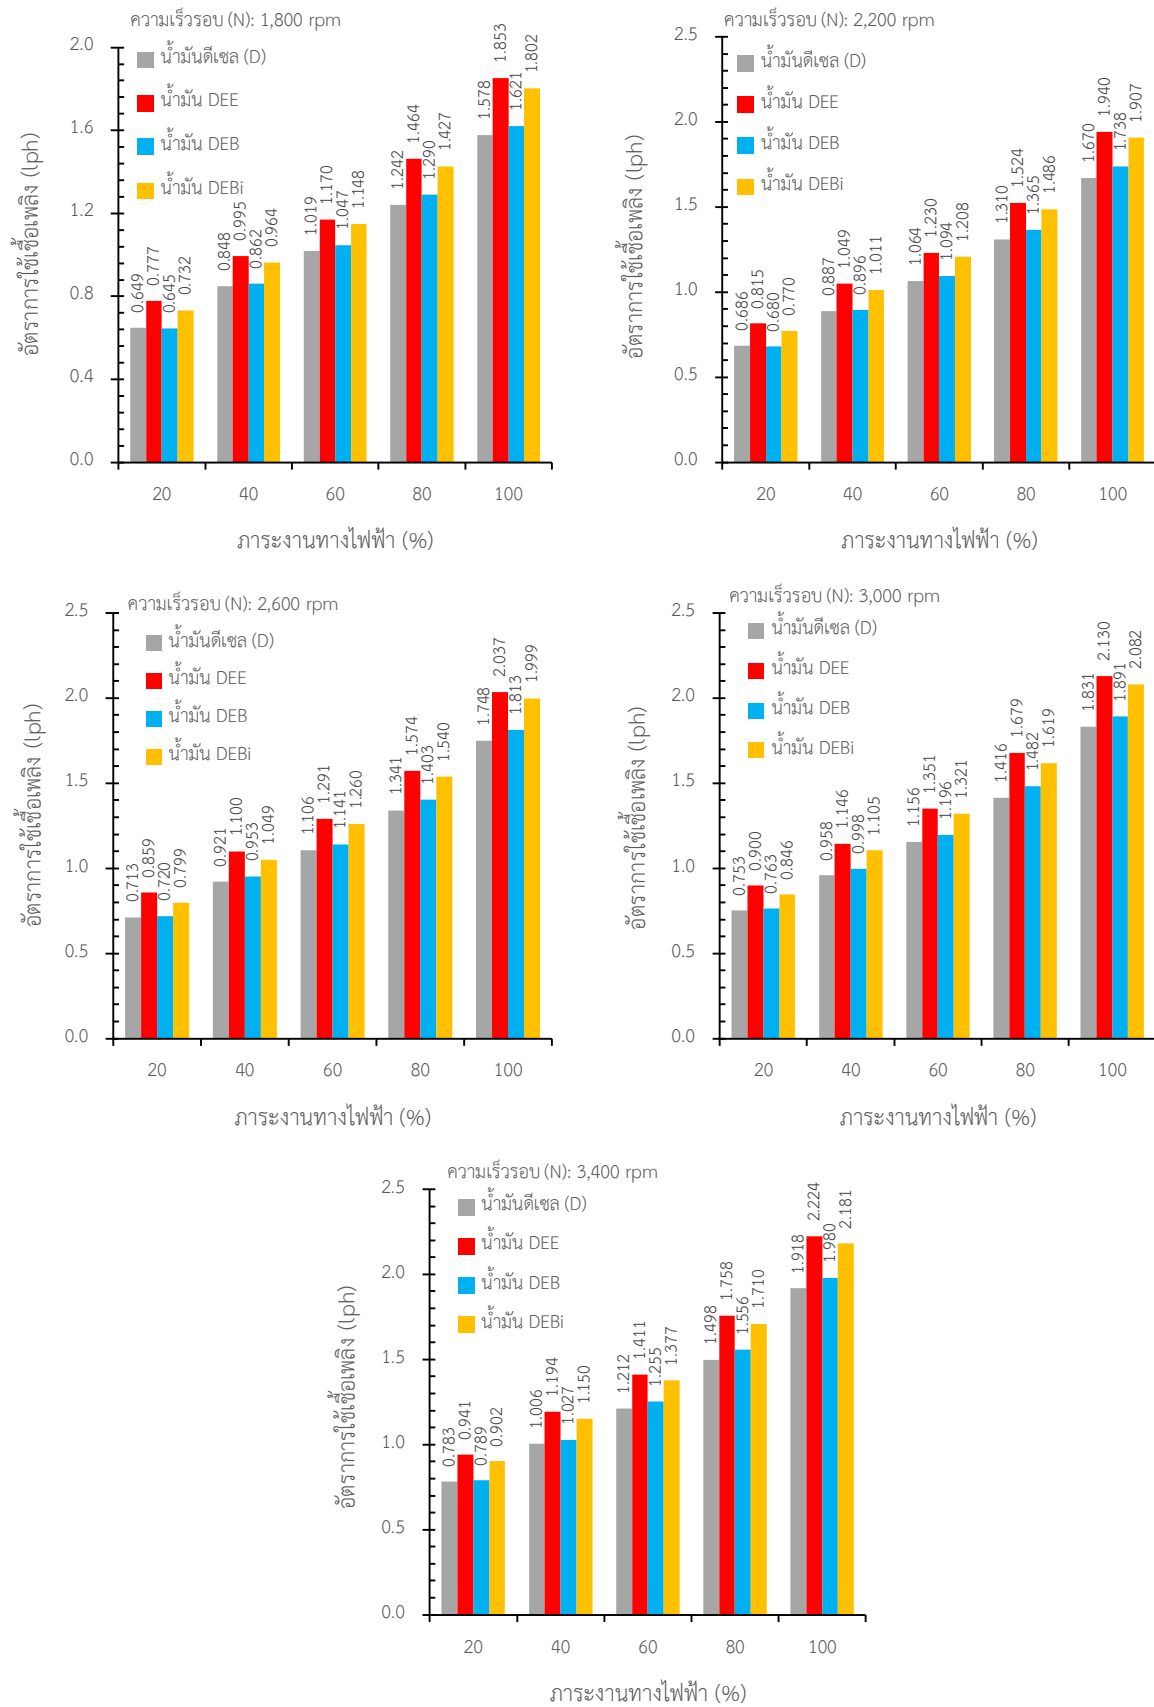 ความเร็วรอบ (N): 1,800 rpm
น้ำมันดีเซล (D)
น้ำมัน DEE
น้ำมัน DEB
น้ำมัน DEBi
อัตราการใช้เชื้อเพลิง (lph)
2.0
1.6
1.2
0.8
0.4
0.0
0.649 0.777 0.645 0.732
0.848 0.995 0.862 0.964
1.019 1.170 1.047 1.148
1.242 1.464 1.290 1.427
1.578 1.853 1.621 1.802
20 40 60 80 100
ภาระงานทางไฟฟ้า (%)
ความเร็วรอบ (N): 2,200 rpm
น้ำมันดีเซล (D)
น้ำมัน DEE
น้ำมัน DEB
น้ำมัน DEBi
อัตราการใช้เชื้อเพลิง (lph)
2.5
2.0
1.5
1.0
0.5
0.0
0.686 0.815 0.680 0.770
0.887 1.049 0.896 1.011
1.064 1.230 1.094 1.208
1.310 1.524 1.365 1.486
1.670 1.940 1.738 1.907
20 40 60 80 100
ภาระงานทางไฟฟ้า (%)
ความเร็วรอบ (N): 2,600 rpm
น้ำมันดีเซล (D)
น้ำมัน DEE
น้ำมัน DEB
น้ำมัน DEBi
อัตราการใช้เชื้อเพลิง (lph)
2.5
2.0
1.5
1.0
0.5
0.0
0.713 0.859 0.720 0.799
0.921 1.100 0.953 1.049
1.106 1.291 1.141 1.260
1.341 1.574 1.403 1.540
1.748 2.037 1.813 1.999
20 40 60 80 100
ภาระงานทางไฟฟ้า (%)
ความเร็วรอบ (N): 3,000 rpm
น้ำมันดีเซล (D)
น้ำมัน DEE
น้ำมัน DEB
น้ำมัน DEBi
อัตราการใช้เชื้อเพลิง (lph)
2.5
2.0
1.5
1.0
0.5
0.0
0.753 0.900 0.763 0.846
0.958 1.146 0.998 1.105
1.156 1.351 1.196 1.321
1.416 1.679 1.482 1.619
1.831 2.130 1.891 2.082
20 40 60 80 100
ภาระงานทางไฟฟ้า (%)
ความเร็วรอบ (N): 3,400 rpm
น้ำมันดีเซล (D)
น้ำมัน DEE
น้ำมัน DEB
น้ำมัน DEBi
อัตราการใช้เชื้อเพลิง (lph)
2.5
2.0
1.5
1.0
0.5
0.0
0.783 0.941 0.789 0.902
1.006 1.194 1.027 1.150
1.212 1.411 1.255 1.377
1.498 1.758 1.556 1.710
1.918 2.224 1.980 2.181
20 40 60 80 100
ภาระงานทางไฟฟ้า (%)